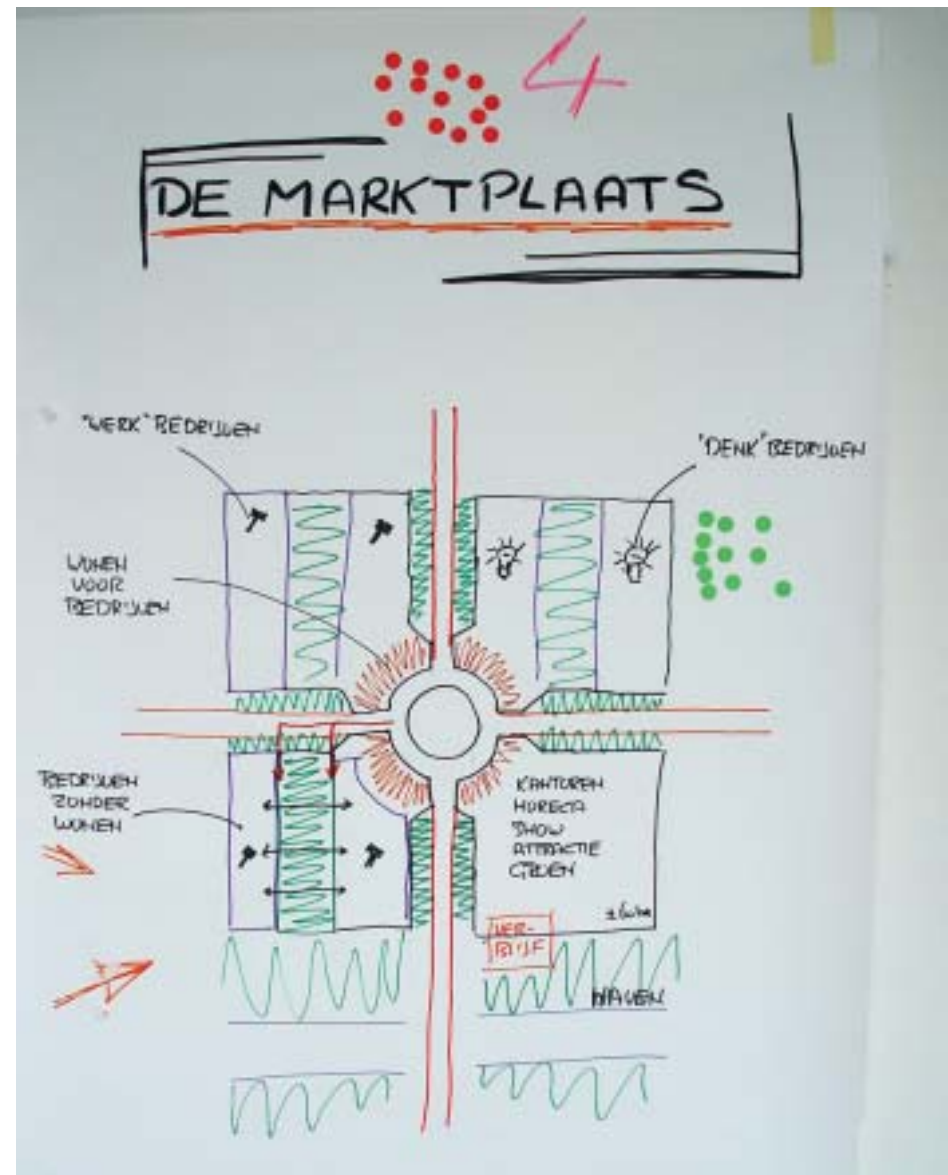 4
DE MARKTPLAATS
"WERK" BEDRIJVEN
"DENK" BEDRIJVEN
WONEN
VOOR
BEDRIJVEN
BEDRIJVEN
ZONDER
WONEN
KANTOREN
HORECA
SHOW
ATTRACTIE
GROEN
VER-
BLIJF
HAVEN